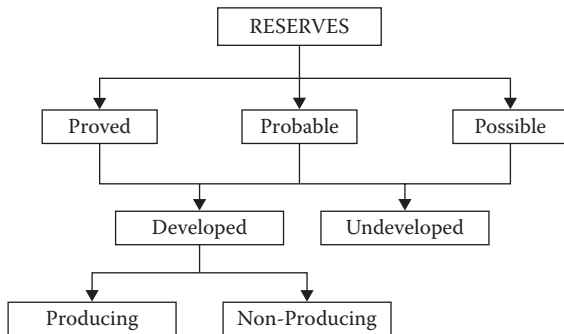 RESERVES
Proved
Probable
Possible
Developed
Undeveloped
Producing
Non-Producing